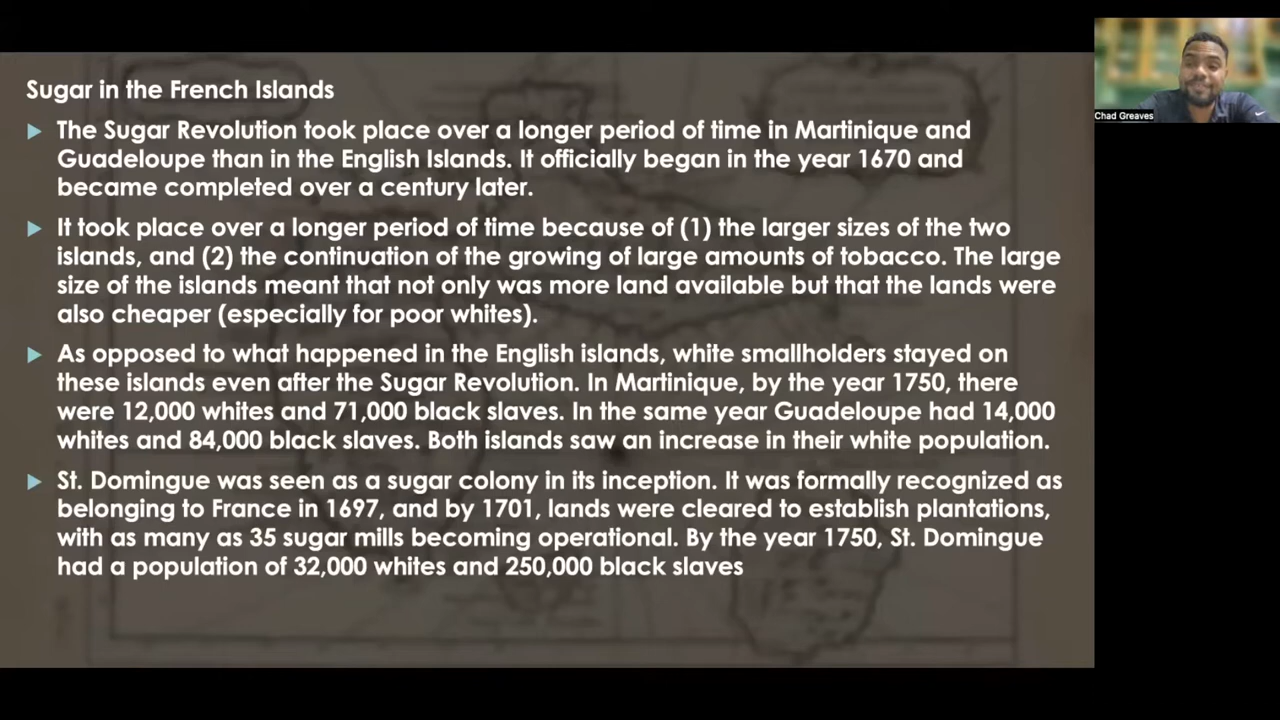 Sugar in the French Islands
The Sugar Revolution took place over a longer period of time in Martinique and
Guadeloupe than in the English Islands. It officially began in the year 1670 and
became completed over a century later.
It took place over a longer period of time because of (1) the larger sizes of the two
islands, and (2) the continuation of the growing of large amounts of tobacco. The large
size of the islands meant that not only was more land available but that the lands were
also cheaper (especially for poor whites).
As opposed to what happened in the English islands, white smallholders stayed on
these islands even after the Sugar Revolution. In Martinique, by the year 1750, there
were 12,000 whites and 71,000 black slaves. In the same year Guadeloupe had 14,000
whites and 84,000 black slaves. Both islands saw an increase in their white population.
St. Domingue was seen as a sugar colony in its inception. It was formally recognized as
belonging to France in 1697, and by 1701, lands were cleared to establish plantations,
with as many as 35 sugar mills becoming operational. By the year 1750, St. Domingue
had a population of 32,000 whites and 250,000 black slaves
Chad Greaves